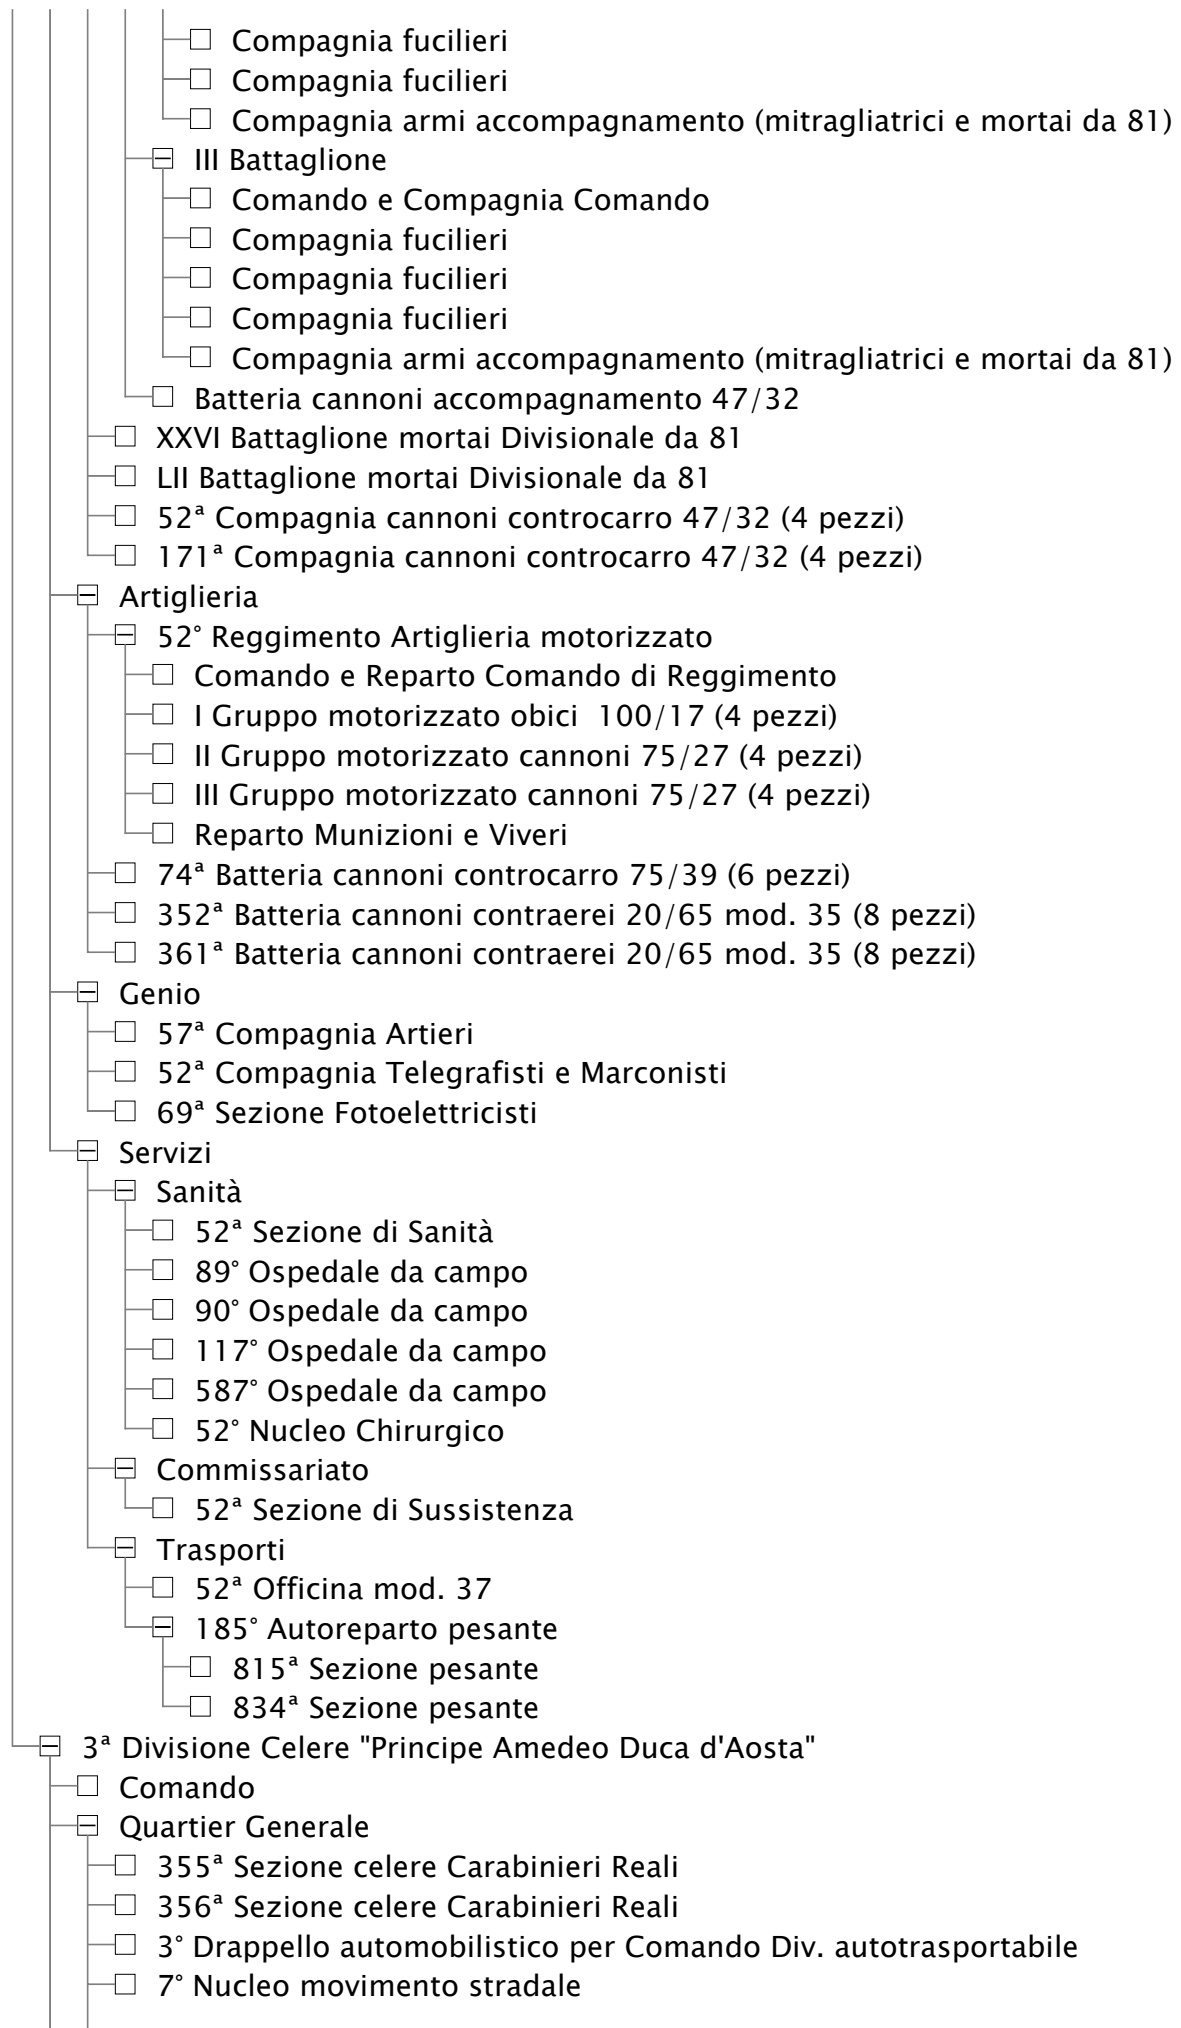 Compagnia fucilieri
Compagnia fucilieri
Compagnia armi accompagnamento (mitragliatrici e mortai da 81)
III Battaglione
Comando e Compagnia Comando
Compagnia fucilieri
Compagnia fucilieri
Compagnia fucilieri
Compagnia armi accompagnamento (mitragliatrici e mortai da 81)
Batteria cannoni accompagnamento 47/32
XXVI Battaglione mortai Divisionale da 81
LII Battaglione mortai Divisionale da 81
52ª Compagnia cannoni controcarro 47/32 (4 pezzi)
171ª Compagnia cannoni controcarro 47/32 (4 pezzi)
Artiglieria
52° Reggimento Artiglieria motorizzato
Comando e Reparto Comando di Reggimento
I Gruppo motorizzato obici  100/17 (4 pezzi)
II Gruppo motorizzato cannoni 75/27 (4 pezzi)
III Gruppo motorizzato cannoni 75/27 (4 pezzi)
Reparto Munizioni e Viveri
74ª Batteria cannoni controcarro 75/39 (6 pezzi)
352ª Batteria cannoni contraerei 20/65 mod. 35 (8 pezzi)
361ª Batteria cannoni contraerei 20/65 mod. 35 (8 pezzi)
Genio
57ª Compagnia Artieri
52ª Compagnia Telegrafisti e Marconisti
69ª Sezione Fotoelettricisti
Servizi
Sanità
52ª Sezione di Sanità
89° Ospedale da campo
90° Ospedale da campo
117° Ospedale da campo
587° Ospedale da campo
52° Nucleo Chirurgico
Commissariato
52ª Sezione di Sussistenza
Trasporti
52ª Officina mod. 37
185° Autoreparto pesante
815ª Sezione pesante
834ª Sezione pesante
3ª Divisione Celere "Principe Amedeo Duca d'Aosta"
Comando
Quartier Generale
355ª Sezione celere Carabinieri Reali
356ª Sezione celere Carabinieri Reali
3° Drappello automobilistico per Comando Div. autotrasportabile
7° Nucleo movimento stradale